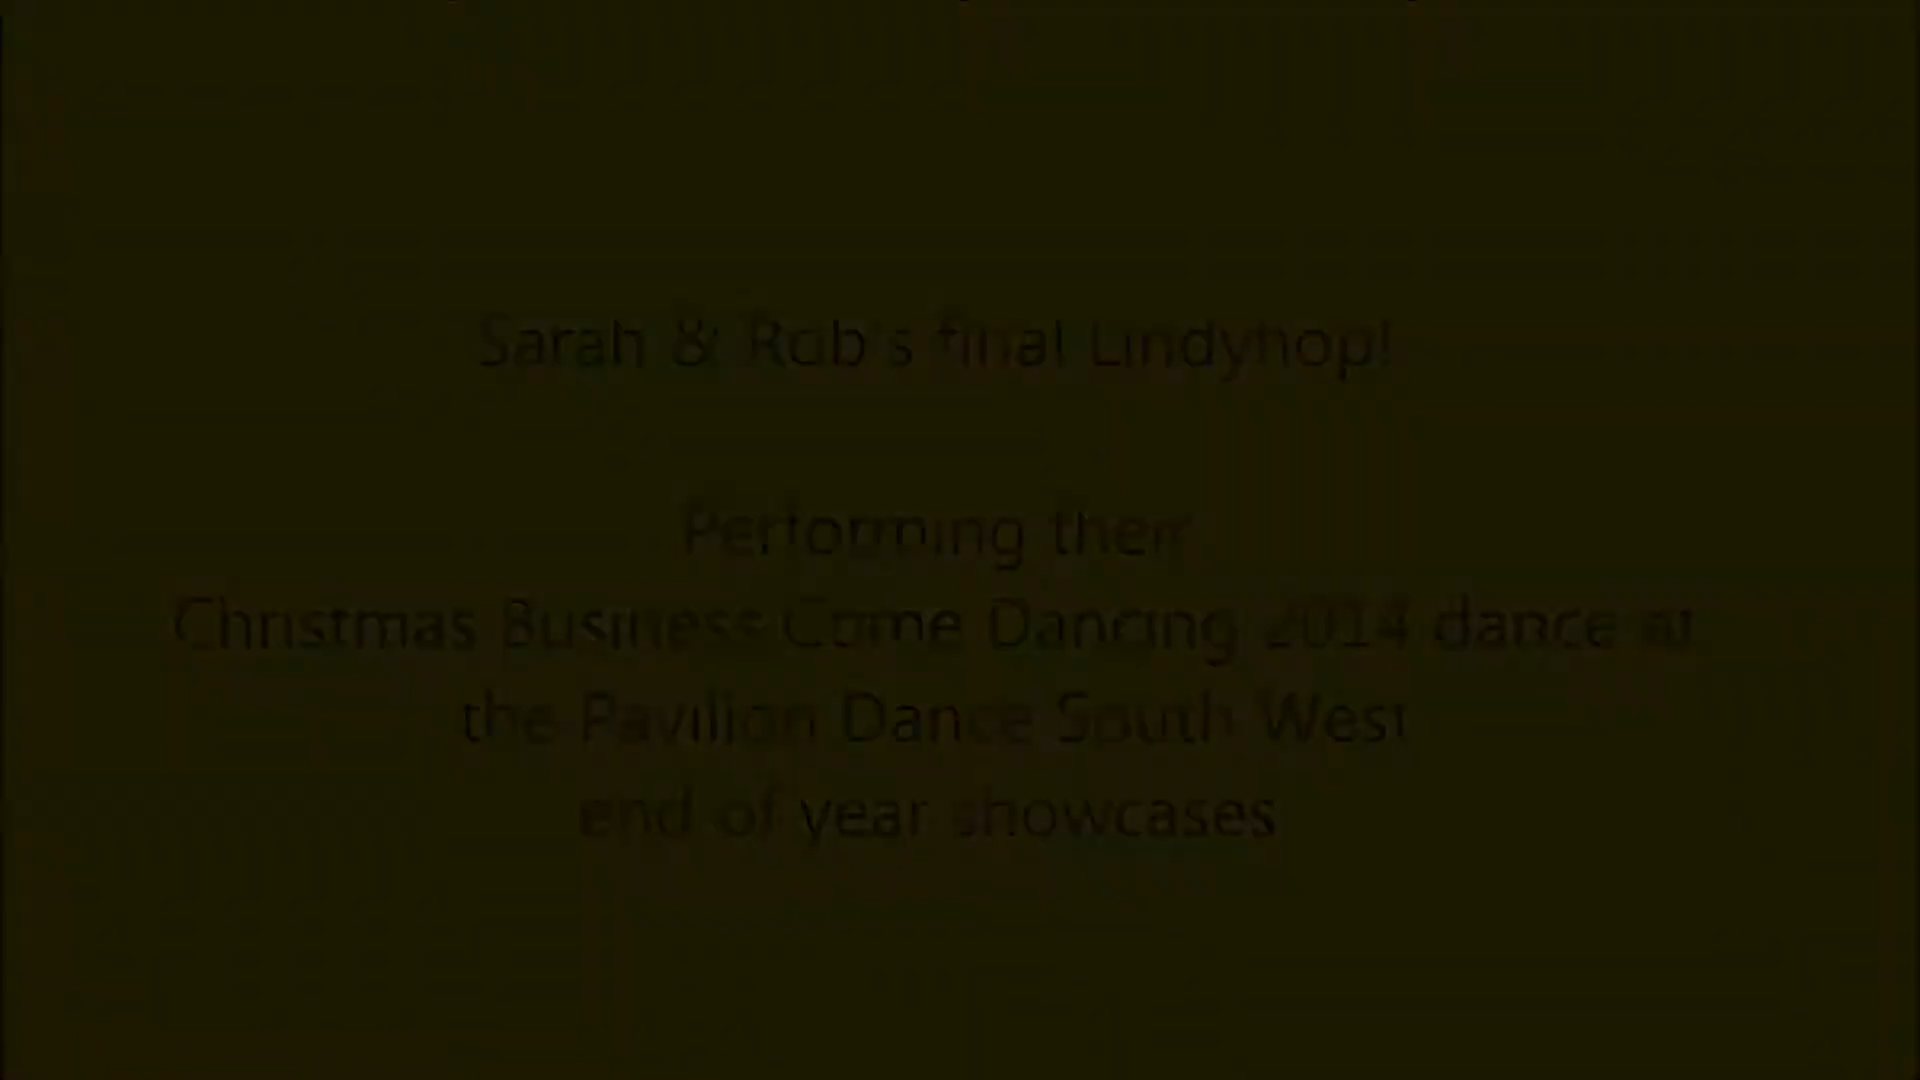 Sarah & Rob's final Lindyhop!
Performing their
Christmas Business Come Dancing 2014 dance at
the Pavilion Dance South West
end of year showcases